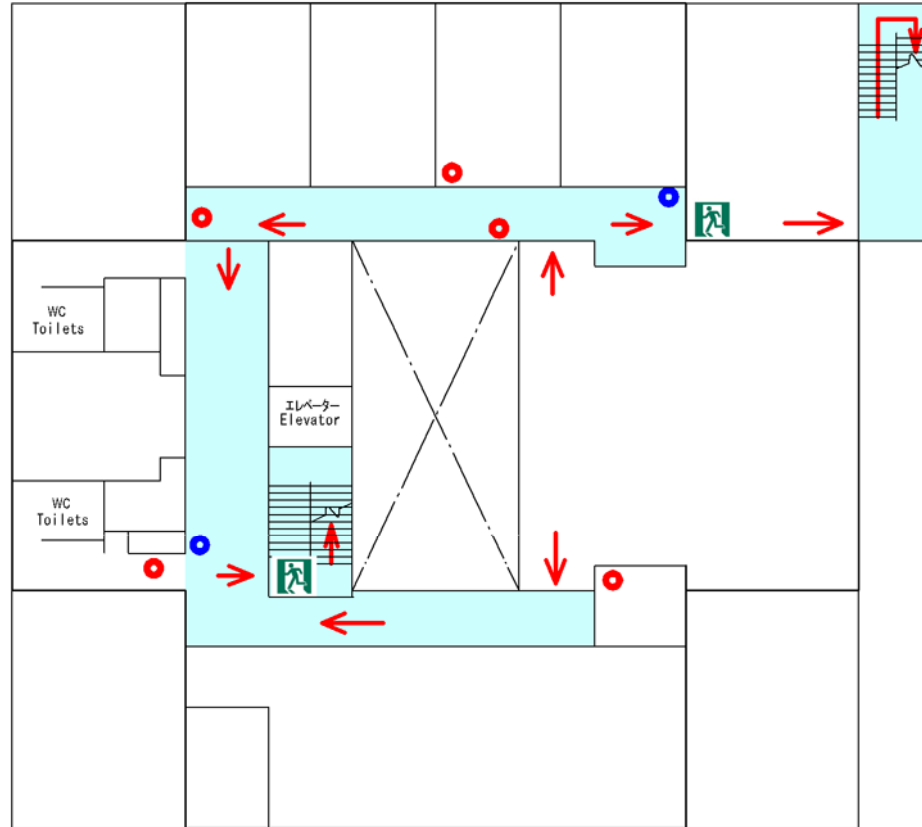 WC
Toilets
エレベーター
Elevator
WC
Toilets